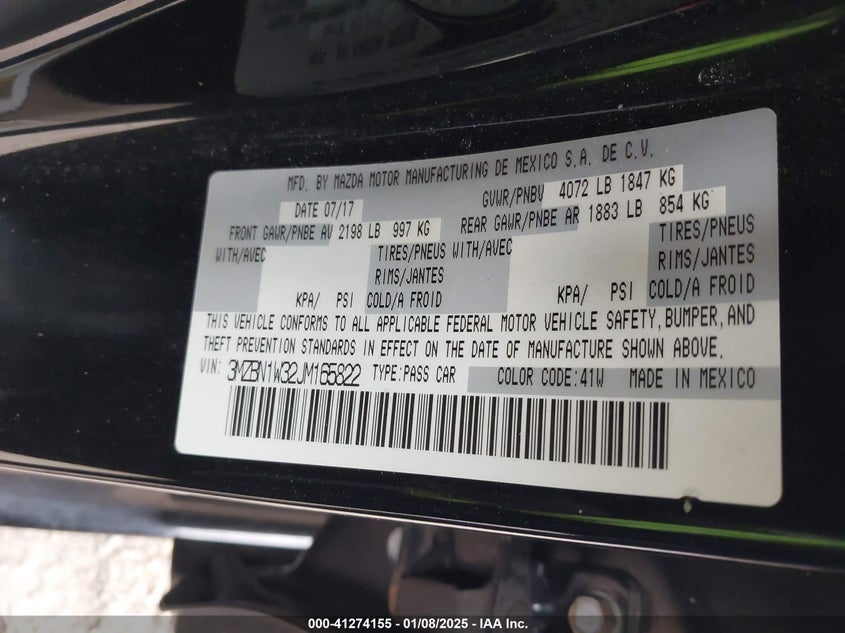 MFD. BY MAZDA MOTOR MANUFACTURING DE MEXICO S.A. DE C.V.
DATE 07/17 GVWR/PNBV 4072 LB 1847 KG
FRONT GAWR/PNBE AV 2198 LB 997 KG REAR GAWR/PNBE AR 1883 LB 854 KG
WITH/AVEC TIRES/PNEUS WITH/AVEC TIRES/PNEUS
RIMS/JANTES RIMS/JANTES
KPA/ PSI COLD/A FROID KPA/ PSI COLD/A FROID
THIS VEHICLE CONFORMS TO ALL APPLICABLE FEDERAL MOTOR VEHICLE SAFETY, BUMPER, AND
THEFT PREVENTION STANDARDS IN EFFECT ON THE DATE OF MANUFACTURE SHOWN ABOVE.
VIN: 3MZBN1W32JM165822 TYPE:PASS CAR COLOR CODE:41W MADE IN MEXICO
000-41274155 — 01/08/2025 — IAA Inc.